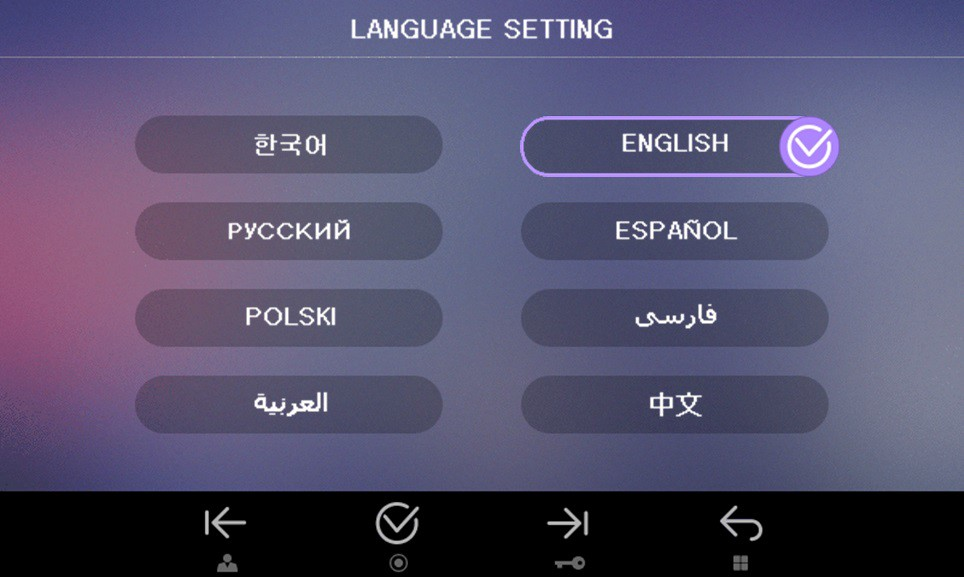 LANGUAGE SETTING
한국어
ENGLISH
РУССКИЙ
ESPAÑOL
POLSKI
فارسی
العربية
中文